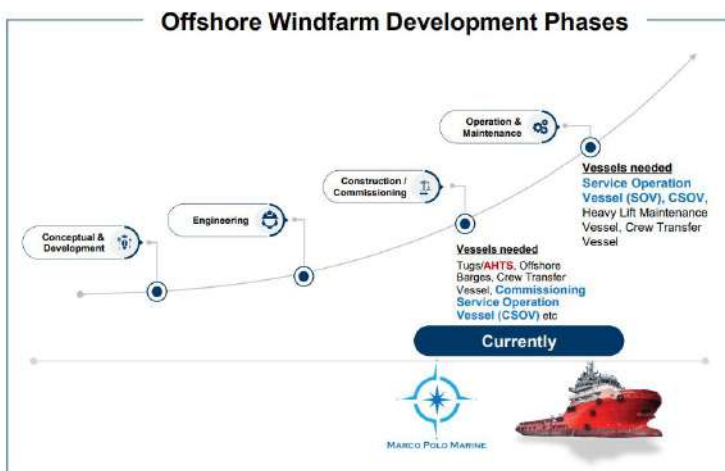 Offshore Windfarm Development Phases
Operation &
Maintenance
Vessels needed
Service Operation
Vessel (SOV), CSOV,
Heavy Lift Maintenance
Vessel, Crew Transfer
Vessel
Construction /
Commissioning
Engineering
Conceptual &
Development
Vessels needed
Tugs/AHTS, Offshore
Barges, Crew Transfer
Vessel, Commissioning
Service Operation
Vessel (CSOV) etc
Currently
MARCO POLO MARINE